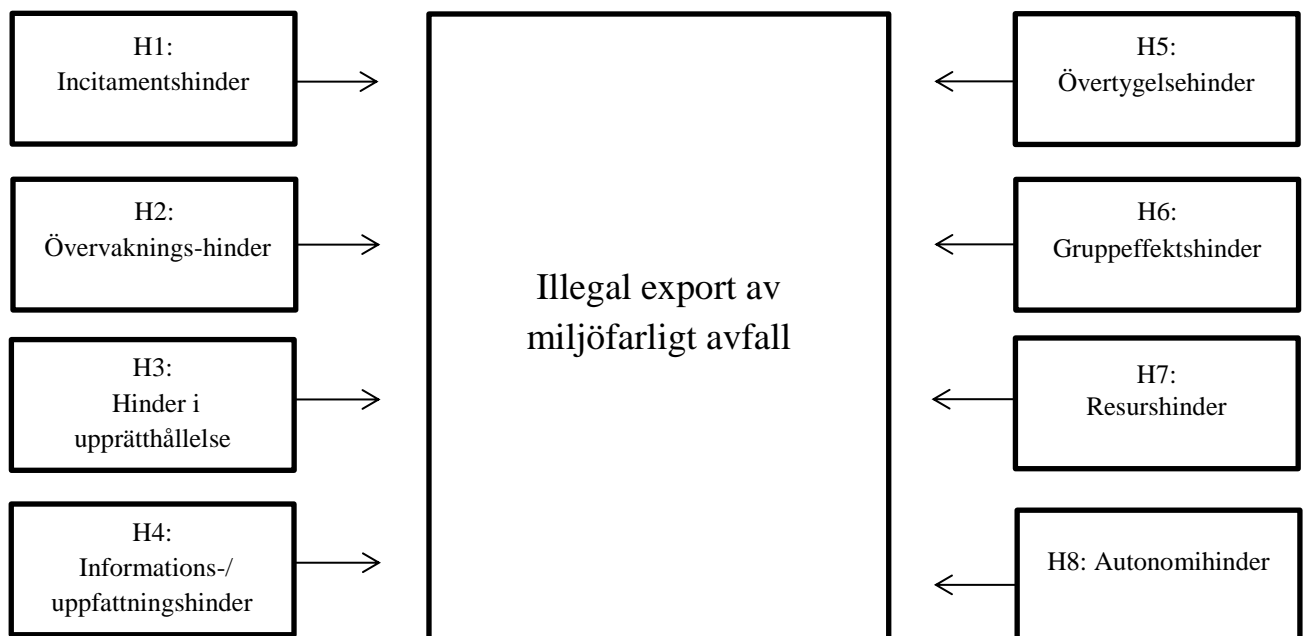 H1:
Incitamentshinder
H2:
Övervaknings-hinder
H3:
Hinder i
upprätthållelse
H4:
Informations-/
uppfattningshinder
Illegal export av
miljöfarligt avfall
H5:
Övertygelsehinder
H6:
Gruppeffektshinder
H7:
Resurshinder
H8: Autonomihinder